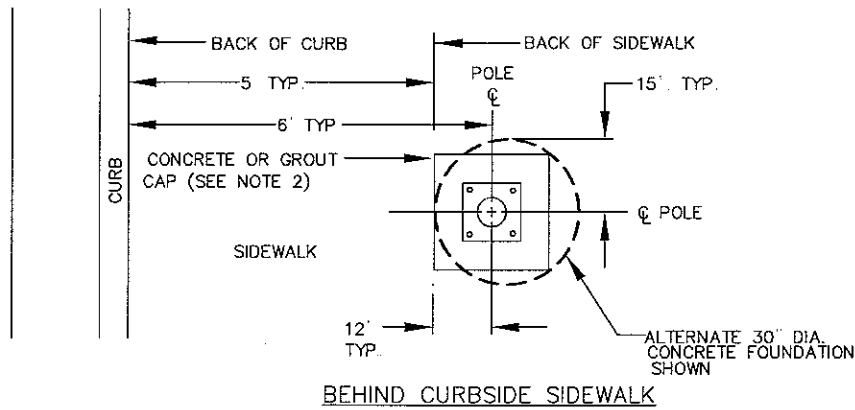 BACK OF CURB
BACK OF SIDEWALK
5 TYP.
POLE
℄
15' TYP.
6' TYP
CONCRETE OR GROUT
CAP (SEE NOTE 2)
CURB
℄ POLE
SIDEWALK
12'
TYP.
ALTERNATE 30" DIA.
CONCRETE FOUNDATION
SHOWN
BEHIND CURBSIDE SIDEWALK